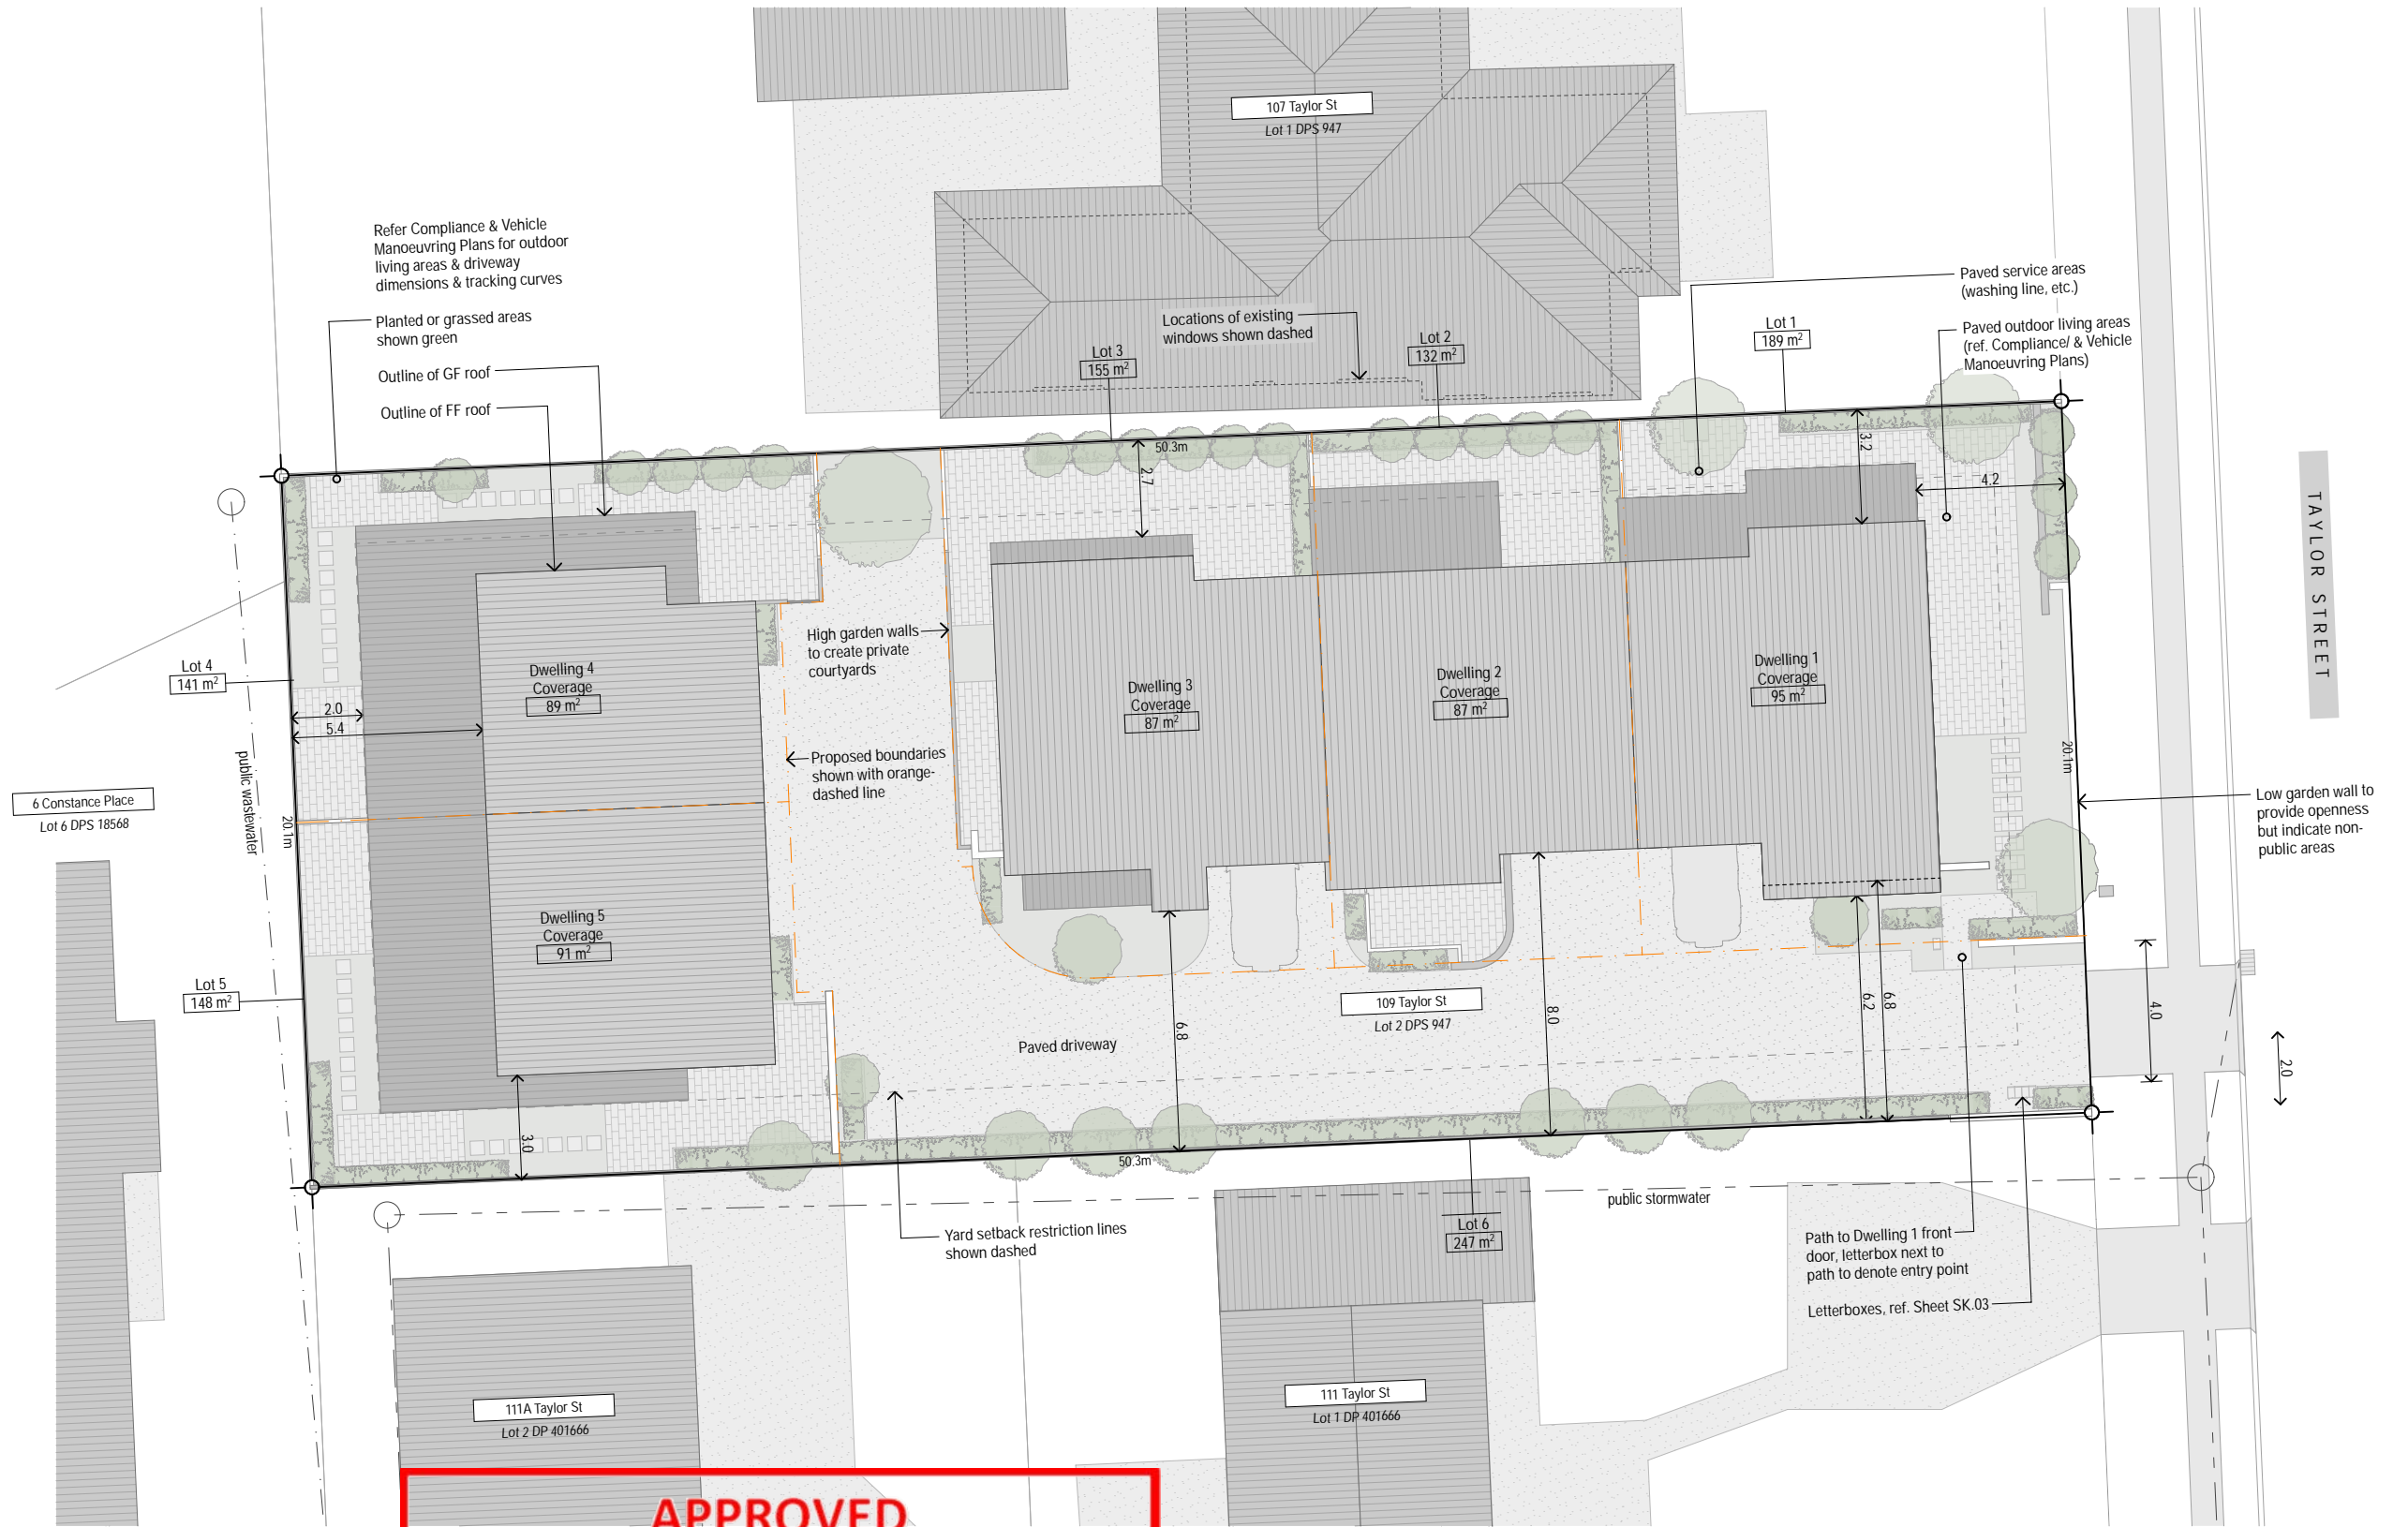 107 Taylor St
Lot 1 DPS 947
Refer Compliance & Vehicle
Manoeuvring Plans for outdoor
living areas & driveway
dimensions & tracking curves
Planted or grassed areas
shown green
Outline of GF roof
Outline of FF roof
Locations of existing
windows shown dashed
Lot 3
155 m²
Lot 2
132 m²
Lot 1
189 m²
Paved service areas
(washing line, etc.)
Paved outdoor living areas
(ref. Compliance/ & Vehicle
Manoeuvring Plans)
50.3m
2.7
3.2
4.2
TAYLOR STREET
High garden walls
to create private
courtyards
Lot 4
141 m²
Dwelling 4
Coverage
89 m²
Dwelling 3
Coverage
87 m²
Dwelling 2
Coverage
87 m²
Dwelling 1
Coverage
95 m²
2.0
5.4
public wastewater
6 Constance Place
Lot 6 DPS 18568
20.1m
Proposed boundaries
shown with orange-
dashed line
20.1m
Low garden wall to
provide openness
but indicate non-
public areas
Dwelling 5
Coverage
91 m²
Lot 5
148 m²
109 Taylor St
Lot 2 DPS 947
Paved driveway
6.8
8.0
6.2
6.8
4.0
2.0
3.0
50.3m
public stormwater
Yard setback restriction lines
shown dashed
Lot 6
247 m²
Path to Dwelling 1 front
door, letterbox next to
path to denote entry point
Letterboxes, ref. Sheet SK.03
111A Taylor St
Lot 2 DP 401666
111 Taylor St
Lot 1 DP 401666
APPROVED